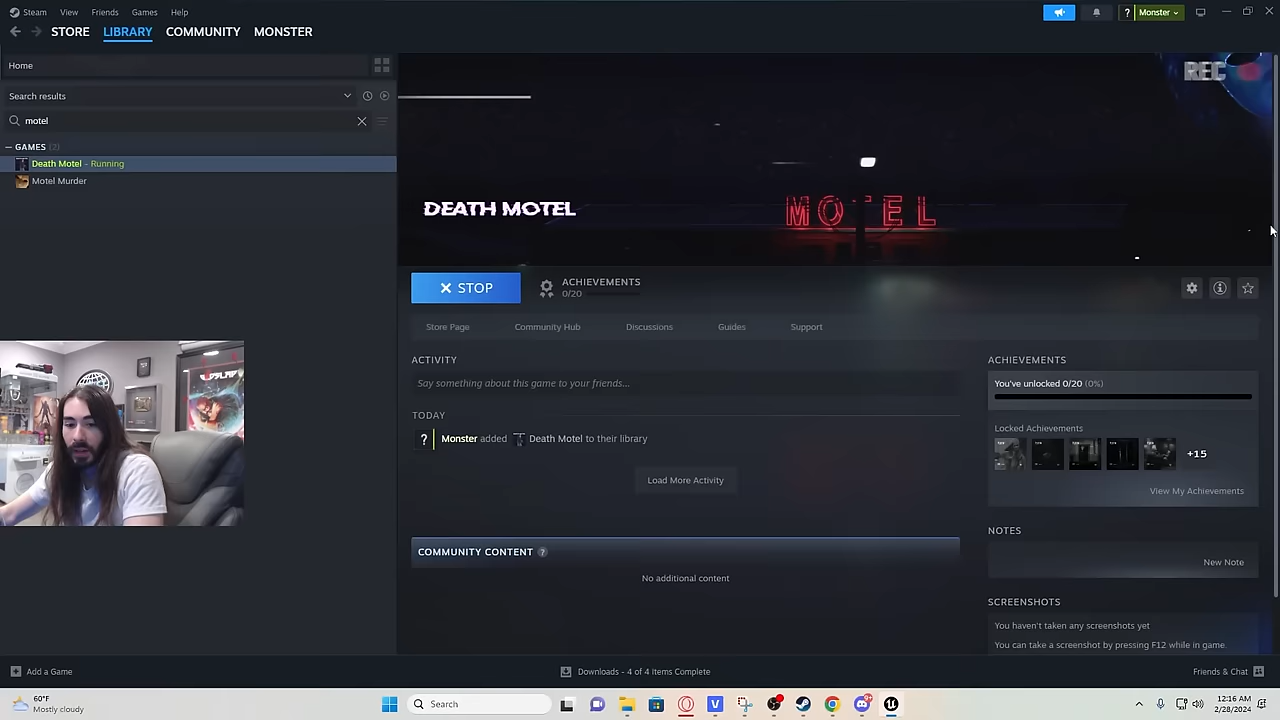 Steam View Friends Games Help
? Monster
STORE LIBRARY COMMUNITY MONSTER
Home
REC
Search results
motel
GAMES (2)
Death Motel - Running
Motel Murder
DEATH MOTEL
MOTEL
STOP
ACHIEVEMENTS
0/20
Store Page Community Hub Discussions Guides Support
ACTIVITY
Say something about this game to your friends...
TODAY
? Monster added Death Motel to their library
Load More Activity
COMMUNITY CONTENT ?
No additional content
ACHIEVEMENTS
You've unlocked 0/20 (0%)
Locked Achievements
+15
View My Achievements
NOTES
New Note
SCREENSHOTS
You haven't taken any screenshots yet
You can take a screenshot by pressing F12 while in game.
Add a Game
Downloads - 4 of 4 Items Complete
Friends & Chat
60°F
Mostly cloudy
Search
12:16 AM
2/28/2024